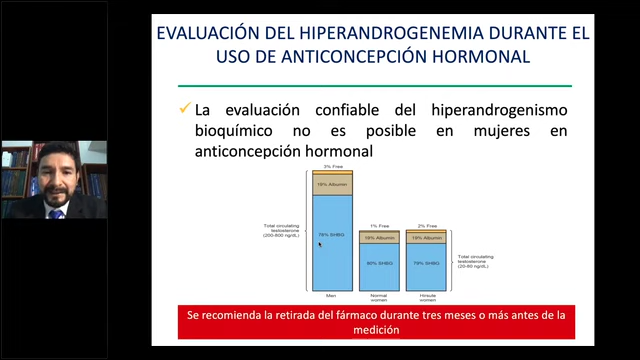 EVALUACIÓN DEL HIPERANDROGENEMIA DURANTE EL
USO DE ANTICONCEPCIÓN HORMONAL
La evaluación confiable del hiperandrogenismo
bioquímico no es posible en mujeres en
anticoncepción hormonal
3% Free
19% Albumin
78% SHBG
Total circulating
testosterone
(200-800 ng/dL)
Men
1% Free
19% Albumin
80% SHBG
Normal
women
2% Free
19% Albumin
79% SHBG
Hirsute
women
Total circulating
testosterone
(20-80 ng/dL)
Se recomienda la retirada del fármaco durante tres meses o más antes de la
medición